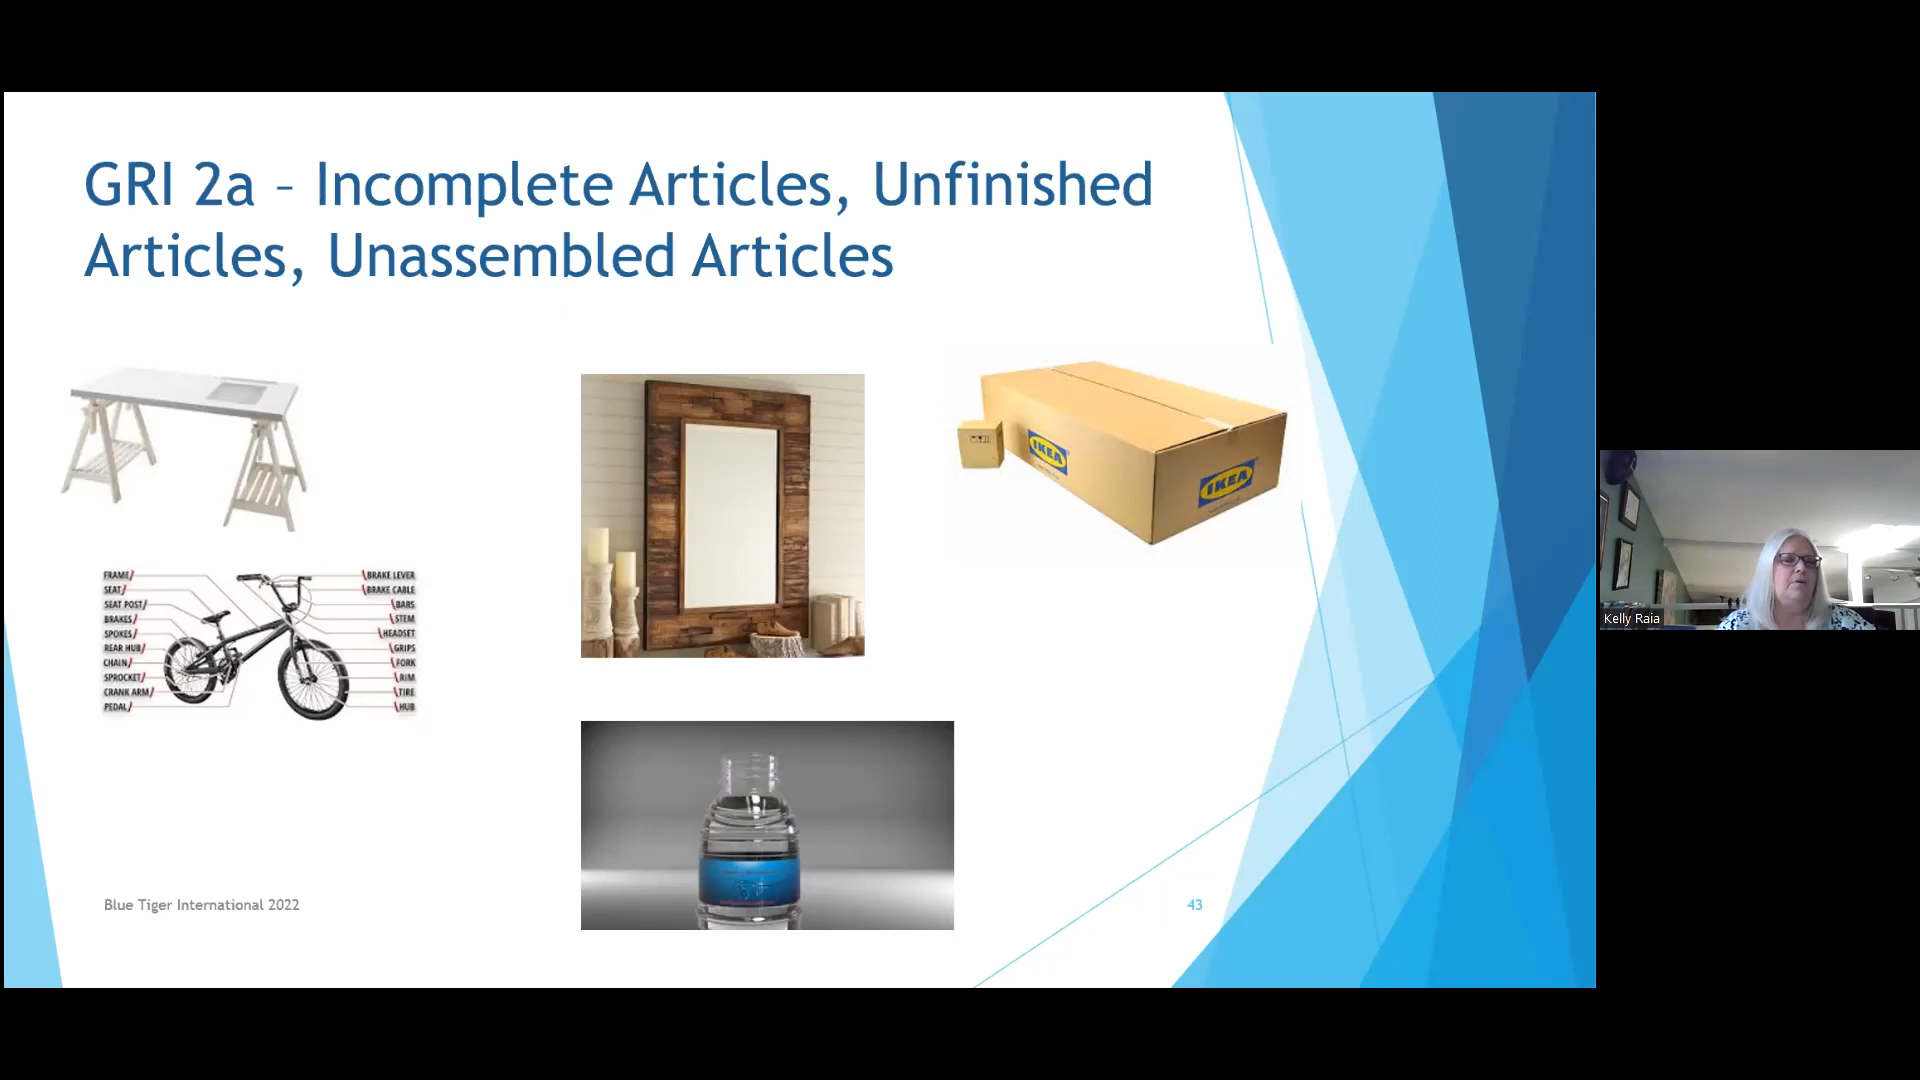 GRI 2a – Incomplete Articles, Unfinished
Articles, Unassembled Articles
IKEA
IKEA
FRAME
SEAT
SEAT POST
BRAKES
SPOKES
REAR HUB
CHAIN
SPROCKET
CRANK ARM
PEDAL
BRAKE LEVER
BRAKE CABLE
BARS
STEM
HEADSET
GRIPS
FORK
RIM
TIRE
HUB
Kelly Raia
Blue Tiger International 2022
43